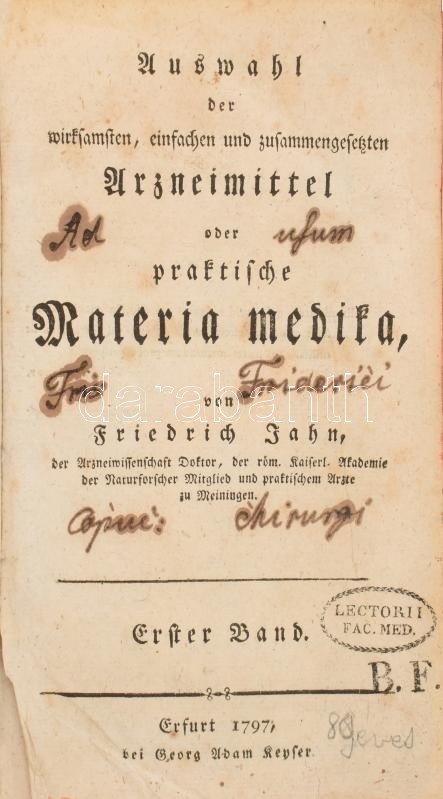 Auswahl
der
wirksamsten, einfachen und zusammengesetzten
Arzneimittel
Ad oder usum
praktische
Materia medika,
Friderici
von
Friedrich Jahn,
der Arzneiwissenschaft Doktor, der röm. Kaiserl. Akademie
der Naturforscher Mitglied und praktischem Arzte
zu Meiningen.
chirurgi
Erster Band.
LECTORII
FAC. MED.
B. F.
Erfurt 1797,
bei Georg Adam Keyser.
darabanth